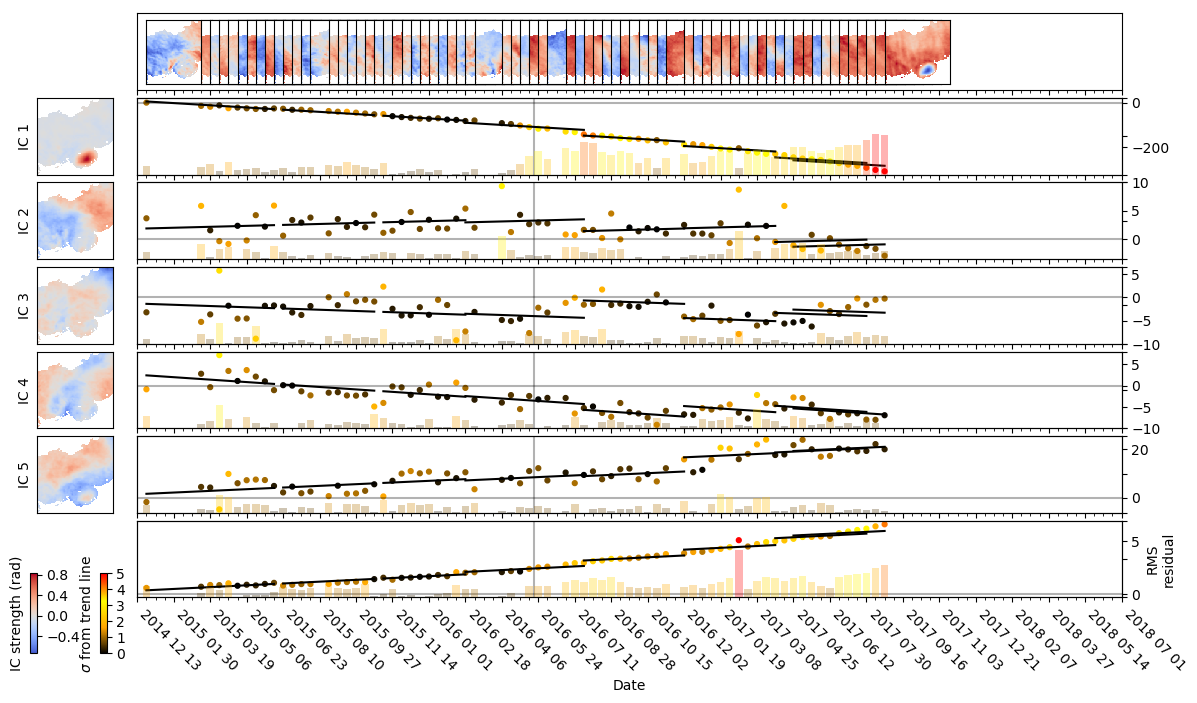 IC 1
0
−200
IC 2
10
5
0
IC 3
5
0
−5
−10
IC 4
5
0
−5
−10
IC 5
20
0
RMS
residual
5
0
IC strength (rad)
0.8
0.4
0.0
−0.4
σ from trend line
5
4
3
2
1
0
2014 12 13
2015 01 30
2015 03 19
2015 05 06
2015 06 23
2015 08 10
2015 09 27
2015 11 14
2016 01 01
2016 02 18
2016 04 06
2016 05 24
2016 07 11
2016 08 28
2016 10 15
2016 12 02
2017 01 19
2017 03 08
2017 04 25
2017 06 12
2017 07 30
2017 09 16
2017 11 03
2017 12 21
2018 02 07
2018 03 27
2018 05 14
2018 07 01
Date